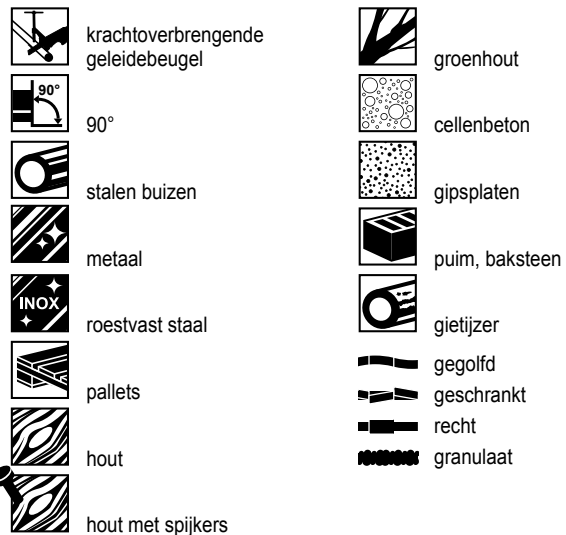 krachtoverbrengende
geleidebeugel
90°
90°
stalen buizen
metaal
INOX
roestvast staal
pallets
hout
hout met spijkers
groenhout
cellenbeton
gipsplaten
puim, baksteen
gietijzer
gegolfd
geschrankt
recht
granulaat